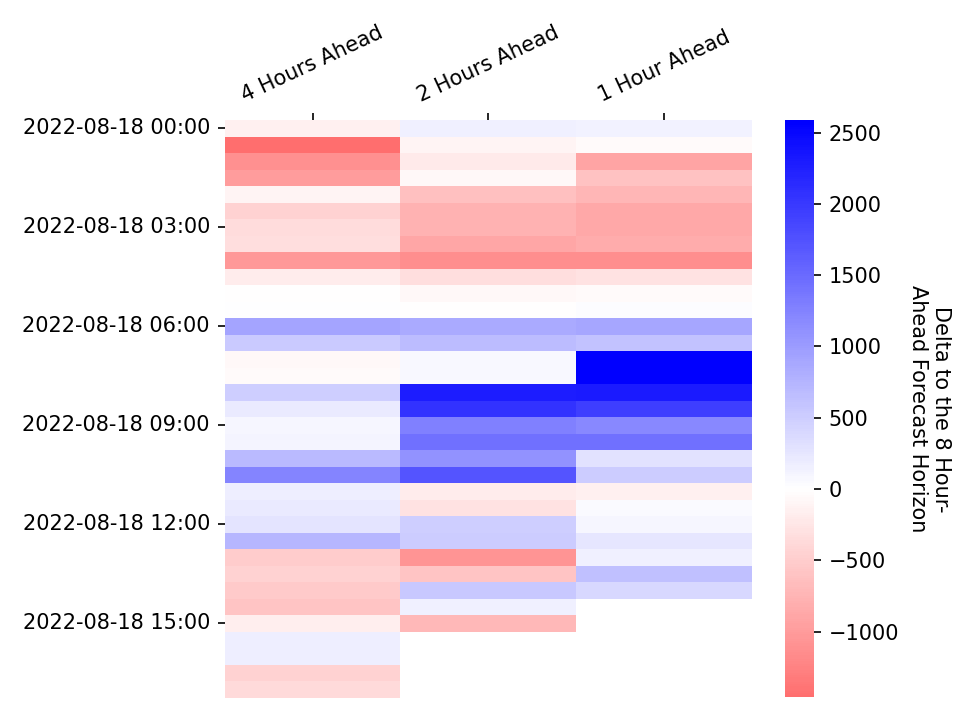 4 Hours Ahead
2 Hours Ahead
1 Hour Ahead
2022-08-18 00:00
2022-08-18 03:00
2022-08-18 06:00
2022-08-18 09:00
2022-08-18 12:00
2022-08-18 15:00
2500
2000
1500
1000
500
0
−500
−1000
Delta to the 8 Hour-
Ahead Forecast Horizon